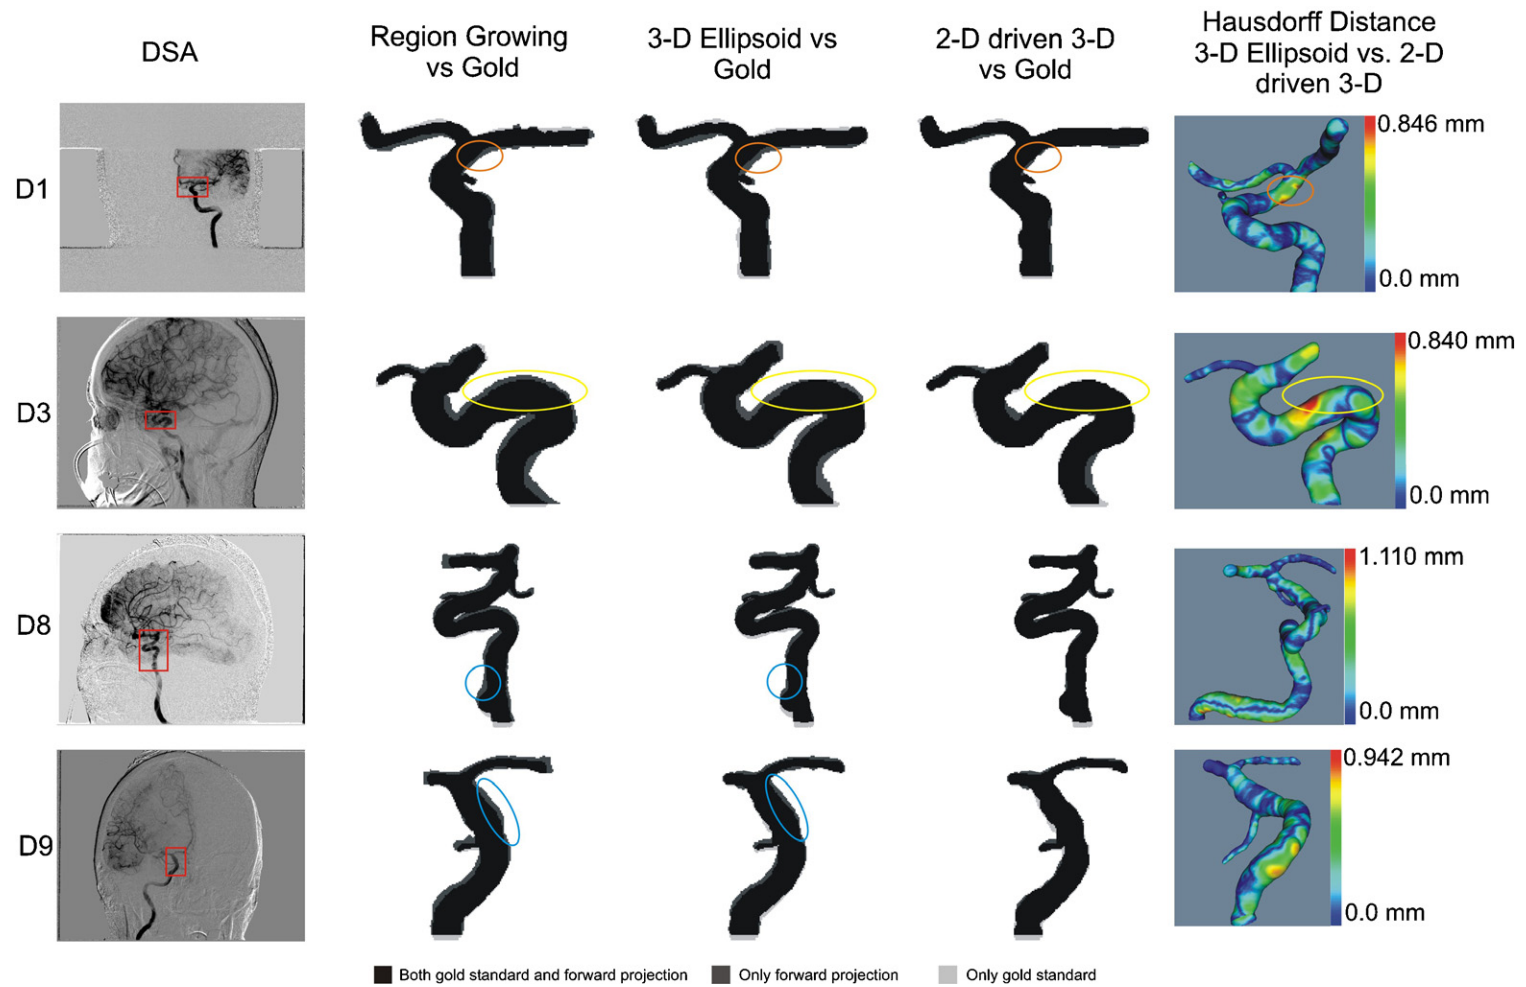 DSA
Region Growing
vs Gold
3-D Ellipsoid vs
Gold
2-D driven 3-D
vs Gold
Hausdorff Distance
3-D Ellipsoid vs. 2-D
driven 3-D
D1
0.846 mm
0.0 mm
D3
0.840 mm
0.0 mm
D8
1.110 mm
0.0 mm
D9
0.942 mm
0.0 mm
Both gold standard and forward projection
Only forward projection
Only gold standard